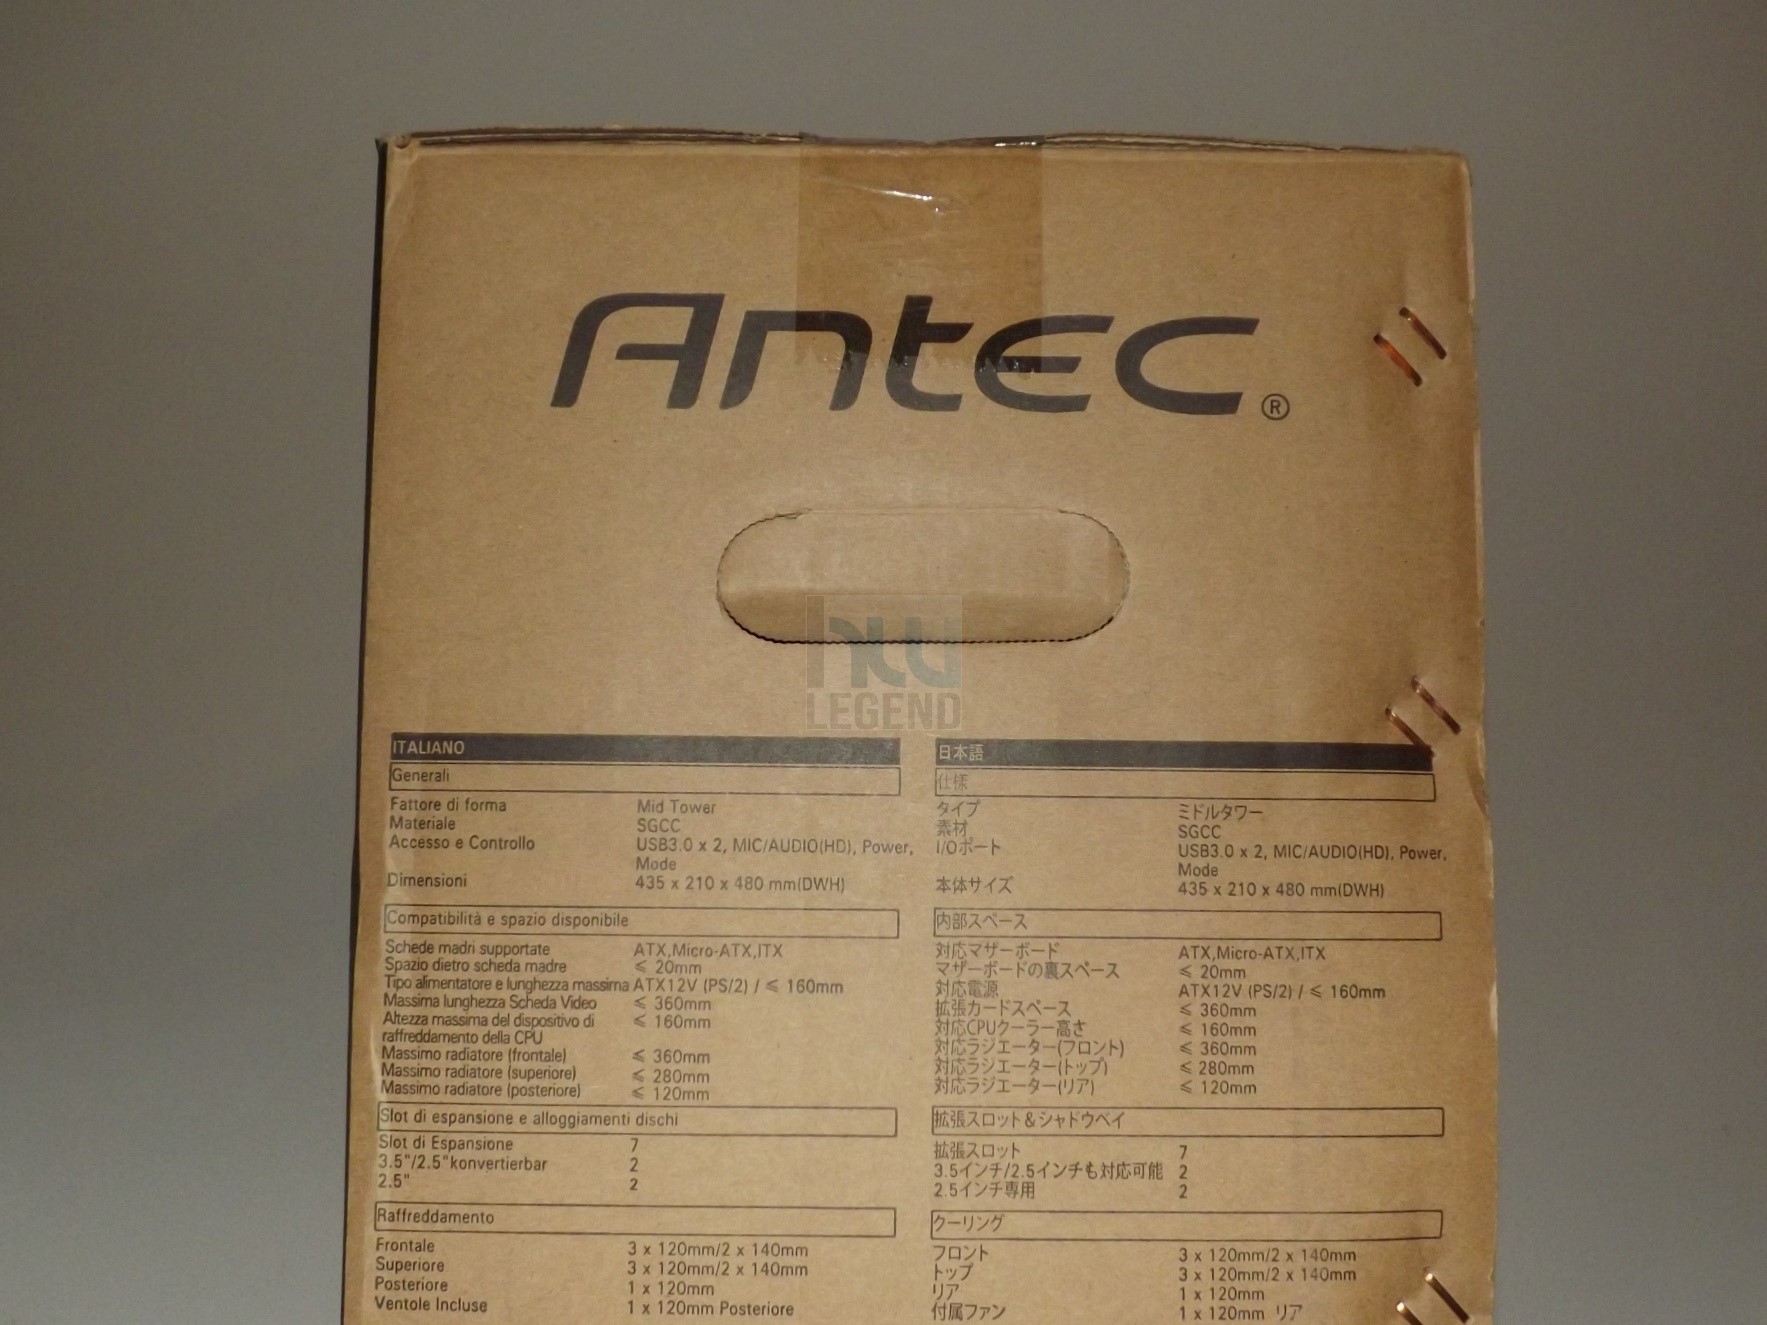 Antec®
HW
LEGEND
ITALIANO
Generali
Fattore di forma Mid Tower
Materiale SGCC
Accesso e Controllo USB3.0 x 2, MIC/AUDIO(HD), Power,
Mode
Dimensioni 435 x 210 x 480 mm(DWH)
Compatibilità e spazio disponibile
Schede madri supportate ATX,Micro-ATX,ITX
Spazio dietro scheda madre ≤ 20mm
Tipo alimentatore e lunghezza massima ATX12V (PS/2) / ≤ 160mm
Massima lunghezza Scheda Video ≤ 360mm
Altezza massima del dispositivo di ≤ 160mm
raffreddamento della CPU
Massimo radiatore (frontale) ≤ 360mm
Massimo radiatore (superiore) ≤ 280mm
Massimo radiatore (posteriore) ≤ 120mm
Slot di espansione e alloggiamenti dischi
Slot di Espansione 7
3.5"/2.5"konvertierbar 2
2.5" 2
Raffreddamento
Frontale 3 x 120mm/2 x 140mm
Superiore 3 x 120mm/2 x 140mm
Posteriore 1 x 120mm
Ventole Incluse 1 x 120mm Posteriore
日本語
仕様
タイプ ミドルタワー
素材 SGCC
I/Oポート USB3.0 x 2, MIC/AUDIO(HD), Power,
Mode
本体サイズ 435 x 210 x 480 mm(DWH)
内部スペース
対応マザーボード ATX,Micro-ATX,ITX
マザーボードの裏スペース ≤ 20mm
対応電源 ATX12V (PS/2) / ≤ 160mm
拡張カードスペース ≤ 360mm
対応CPUクーラー高さ ≤ 160mm
対応ラジエーター(フロント) ≤ 360mm
対応ラジエーター(トップ) ≤ 280mm
対応ラジエーター(リア) ≤ 120mm
拡張スロット＆シャドウベイ
拡張スロット 7
3.5インチ/2.5インチも対応可能 2
2.5インチ専用 2
クーリング
フロント 3 x 120mm/2 x 140mm
トップ 3 x 120mm/2 x 140mm
リア 1 x 120mm
付属ファン 1 x 120mm リア